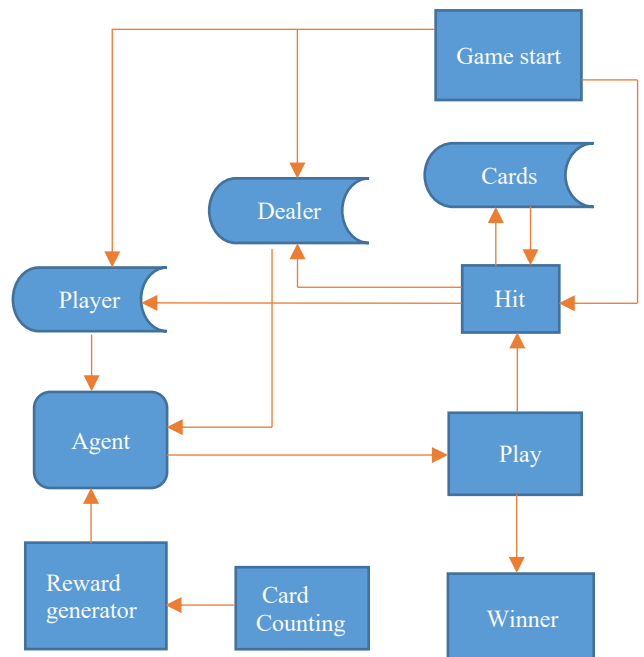 Game start
Cards
Dealer
Player
Hit
Agent
Play
Reward
generator
Card
Counting
Winner